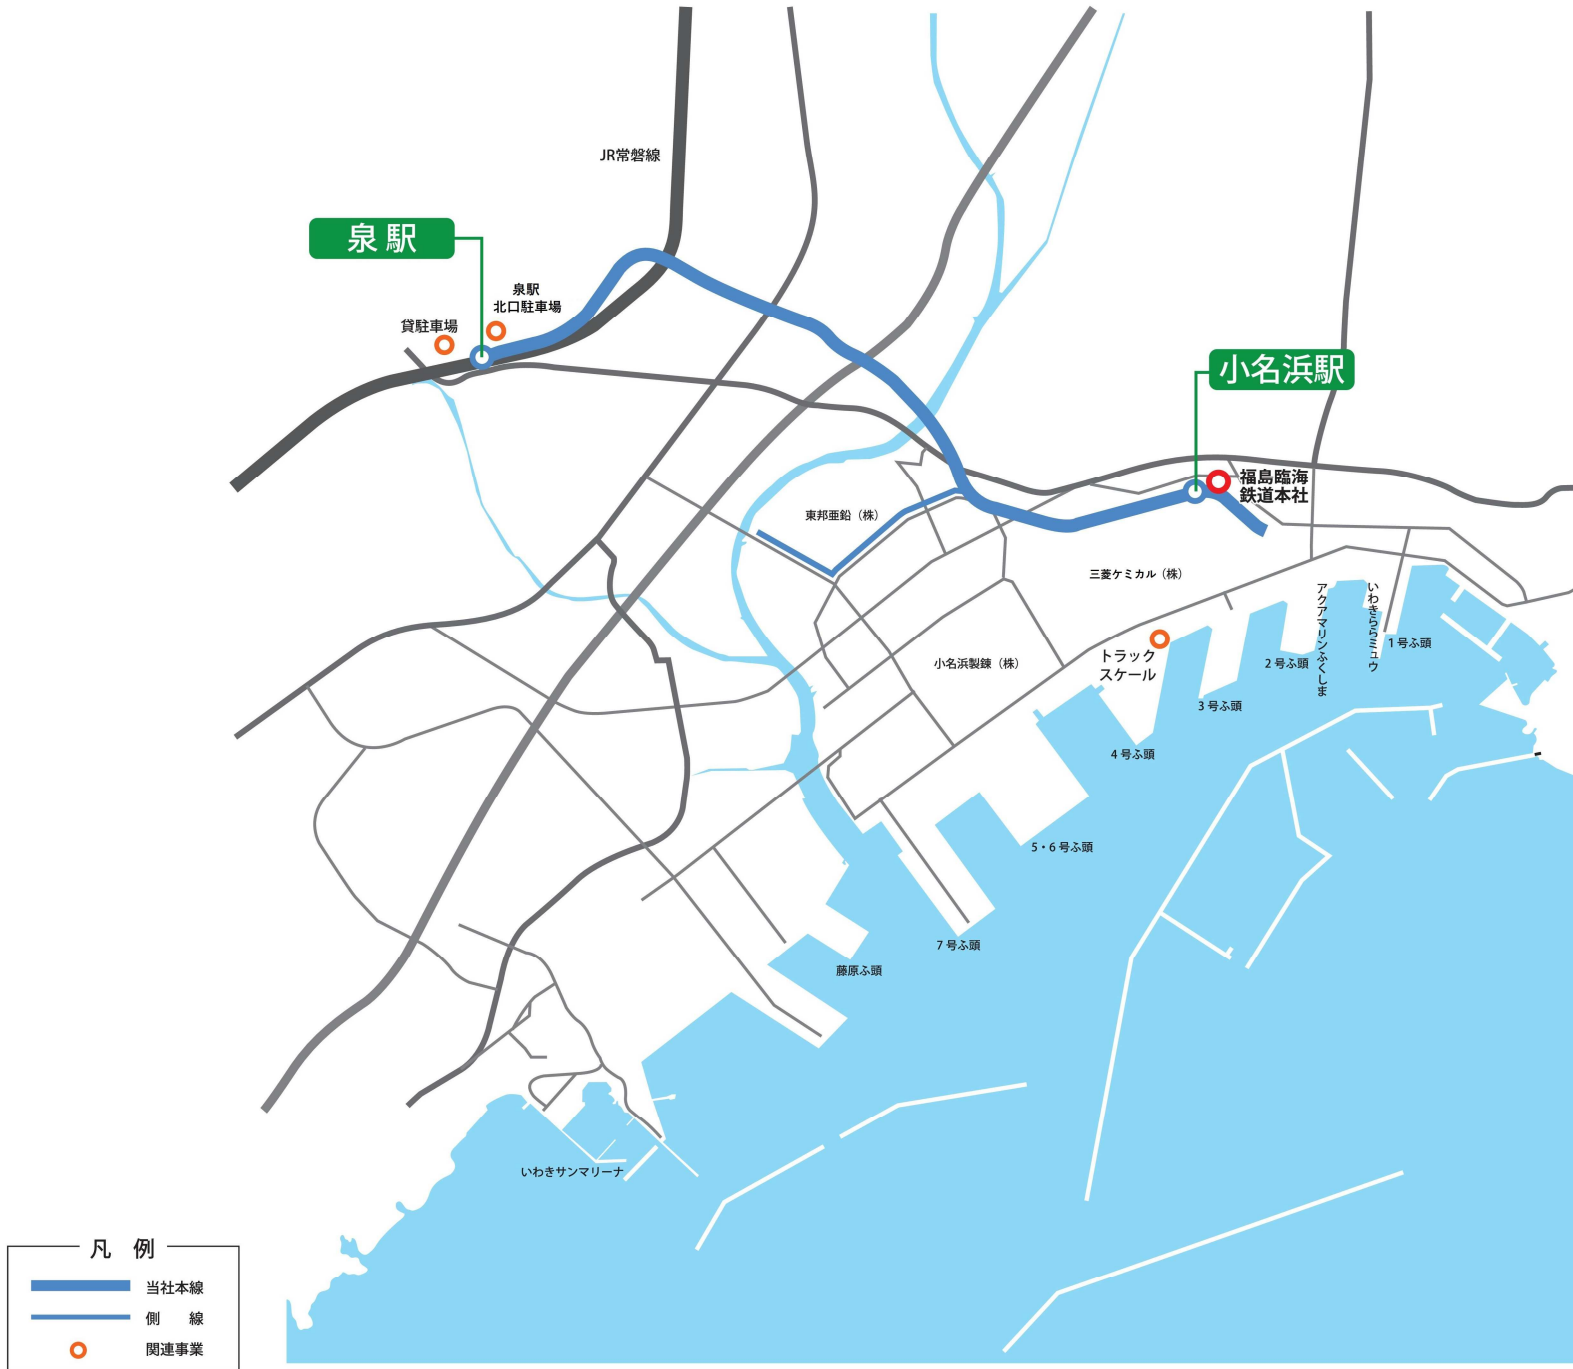 JR常磐線
泉駅
泉駅
北口駐車場
貸駐車場
小名浜駅
福島臨海
鉄道本社
東邦亜鉛（株）
三菱ケミカル（株）
アクアマリンふくしま
いわきららミュウ
1号ふ頭
2号ふ頭
トラック
スケール
小名浜製錬（株）
3号ふ頭
4号ふ頭
5・6号ふ頭
7号ふ頭
藤原ふ頭
いわきサンマリーナ
凡　例
当社本線
側　線
関連事業